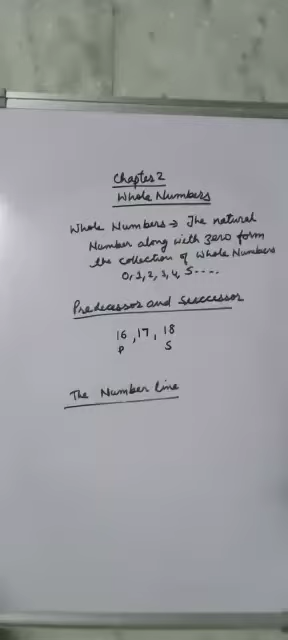 Chapter 2
Whole Numbers
Whole Numbers → The natural
Number along with zero form
the collection of Whole Numbers
0, 1, 2, 3, 4, 5....
Predecessor and Successor
16, 17, 18
P S
The Number line